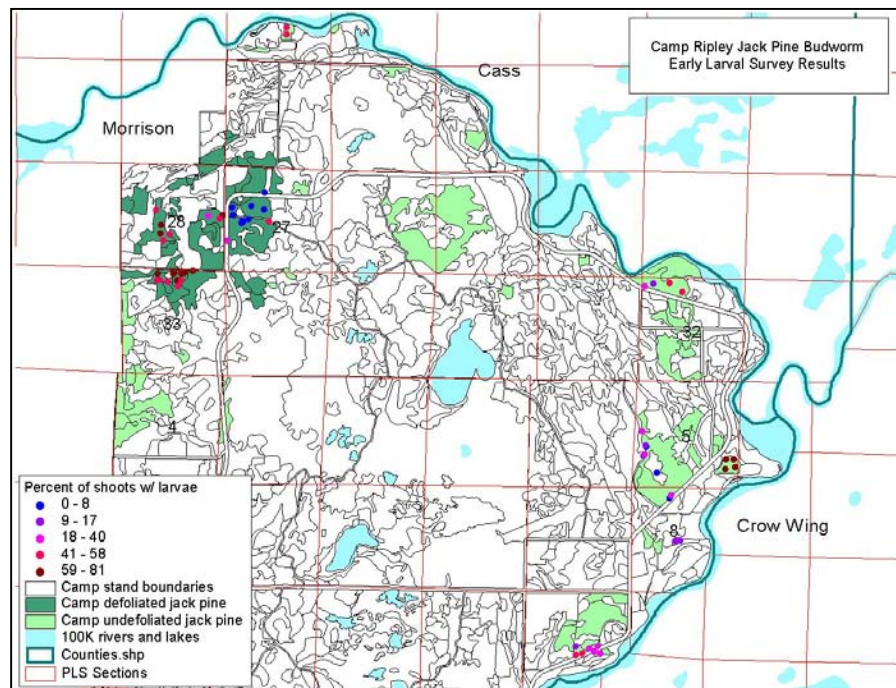 Camp Ripley Jack Pine Budworm
Early Larval Survey Results
Cass
Morrison
28
27
33
32
4
5
8
Crow Wing
Percent of shoots w/ larvae
0 - 8
9 - 17
18 - 40
41 - 58
59 - 81
Camp stand boundaries
Camp defoliated jack pine
Camp undefoliated jack pine
100K rivers and lakes
Counties.shp
PLS Sections